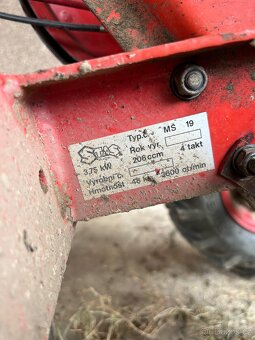 Typ. MS 19
Rok výr. 4 takt
3.75 kW 206 ccm
Výrobní č.
Hmotnost 48 kg 3600 ot/min